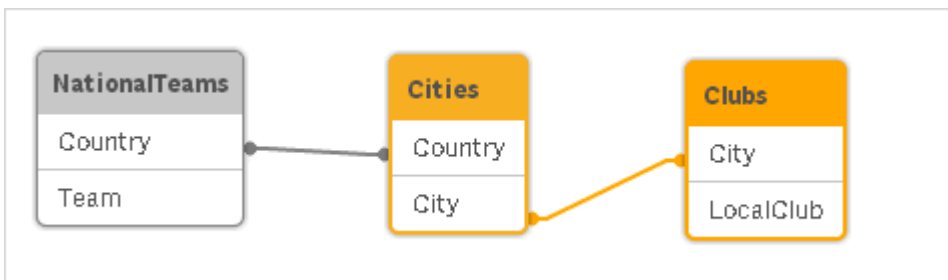 NationalTeams
Country
Team
Cities
Country
City
Clubs
City
LocalClub